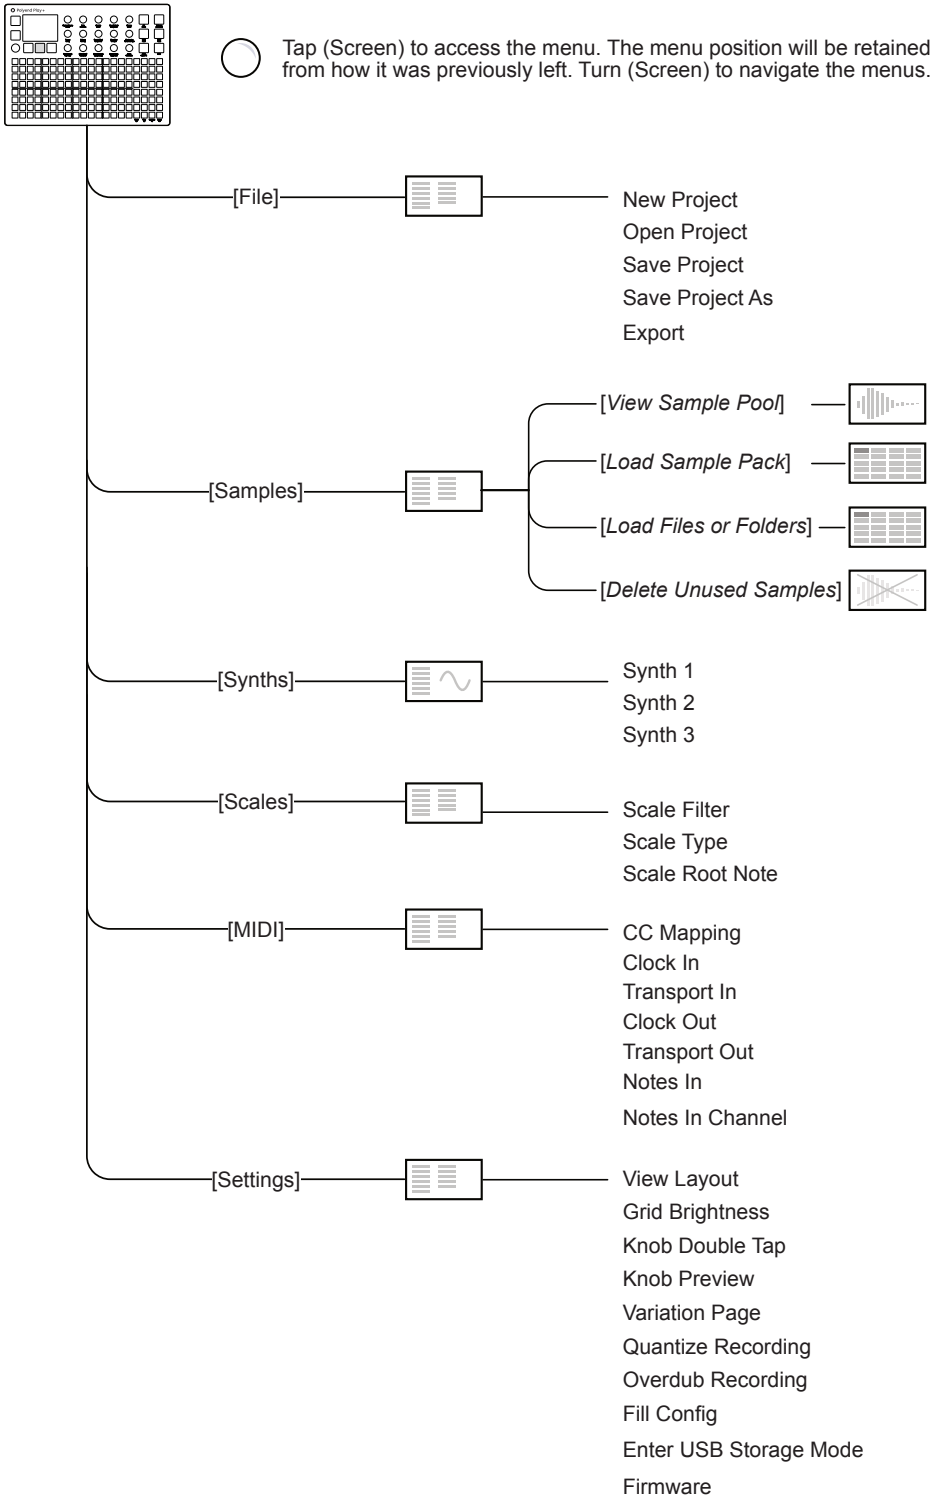 Polyend Play+
Tap (Screen) to access the menu. The menu position will be retained
from how it was previously left. Turn (Screen) to navigate the menus.
[File]
New Project
Open Project
Save Project
Save Project As
Export
[Samples]
[View Sample Pool]
[Load Sample Pack]
[Load Files or Folders]
[Delete Unused Samples]
[Synths]
Synth 1
Synth 2
Synth 3
[Scales]
Scale Filter
Scale Type
Scale Root Note
[MIDI]
CC Mapping
Clock In
Transport In
Clock Out
Transport Out
Notes In
Notes In Channel
[Settings]
View Layout
Grid Brightness
Knob Double Tap
Knob Preview
Variation Page
Quantize Recording
Overdub Recording
Fill Config
Enter USB Storage Mode
Firmware